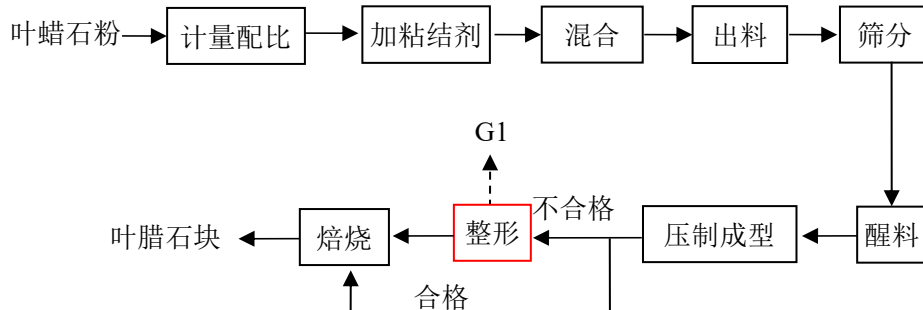 叶蜡石粉
计量配比
加粘结剂
混合
出料
筛分
G1
不合格
叶腊石块
焙烧
整形
压制成型
醒料
合格